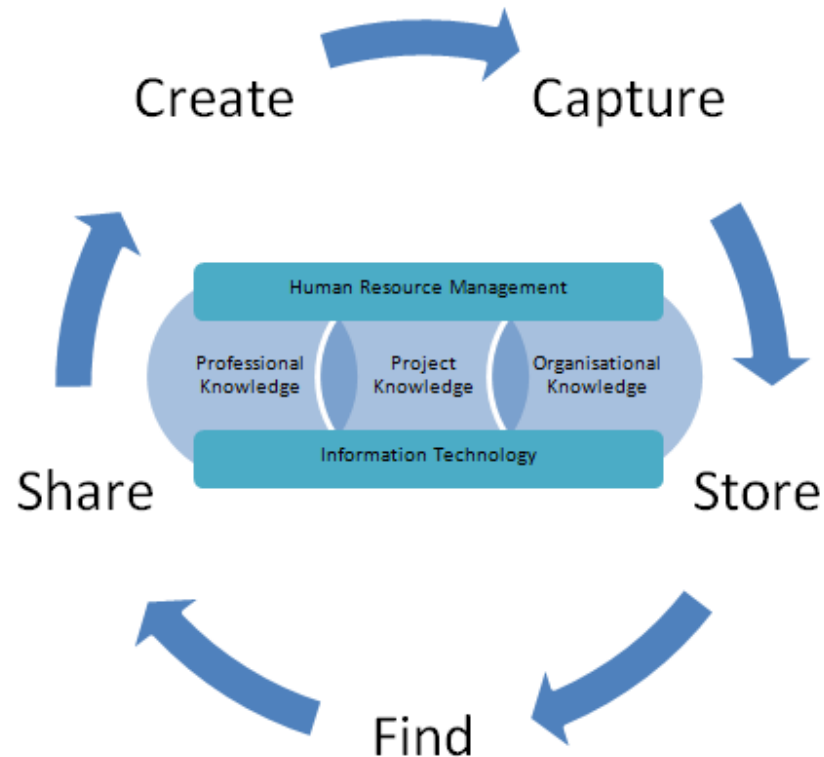 Create
Capture
Human Resource Management
Professional
Knowledge
Project
Knowledge
Organisational
Knowledge
Information Technology
Share
Store
Find